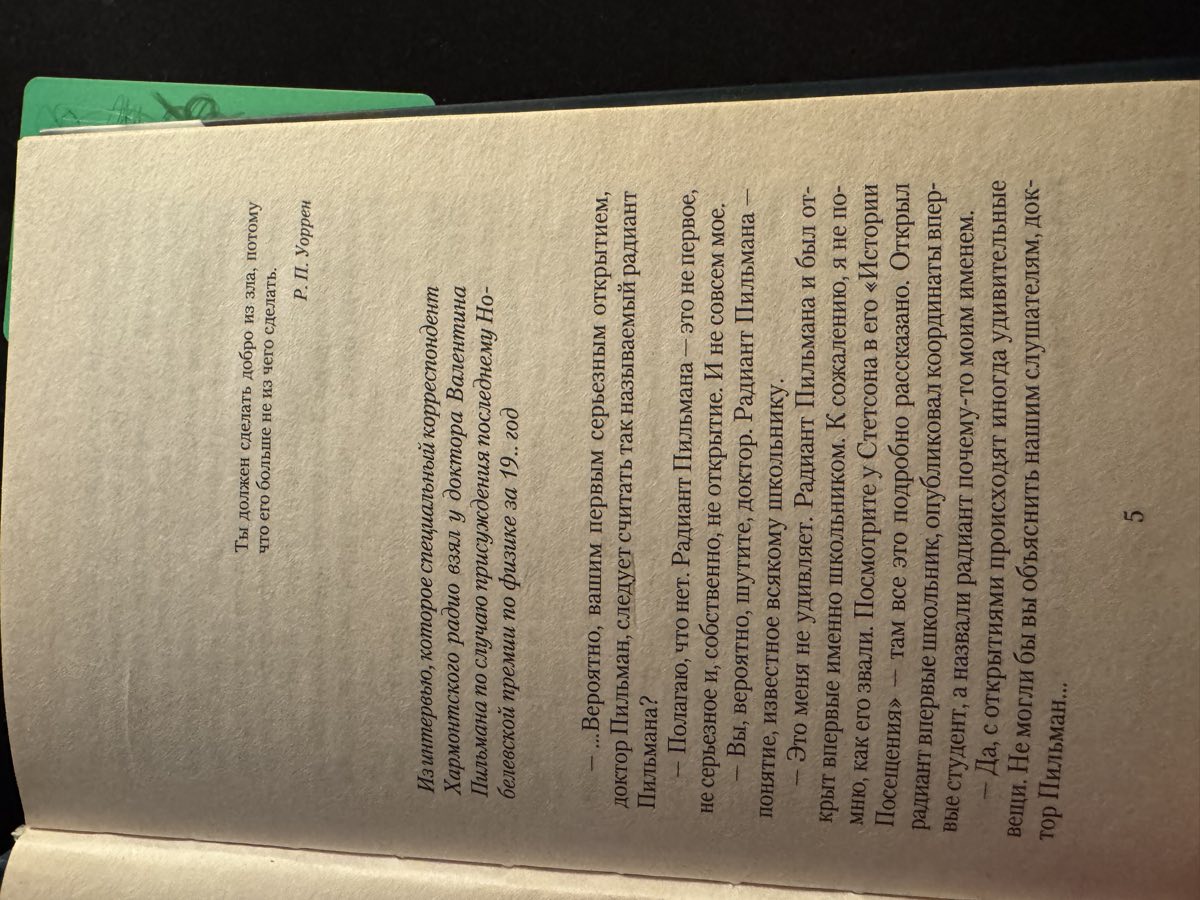 Ты должен сделать добро из зла, потому
что его больше не из чего сделать.
Р. П. Уоррен
Из интервью, которое специальный корреспондент
Хармонтского радио взял у доктора Валентина
Пильмана по случаю присуждения последнему Но-
белевской премии по физике за 19.. год
— ...Вероятно, вашим первым серьезным открытием,
доктор Пильман, следует считать так называемый радиант
Пильмана?
— Полагаю, что нет. Радиант Пильмана — это не первое,
не серьезное и, собственно, не открытие. И не совсем мое.
— Вы, вероятно, шутите, доктор. Радиант Пильмана —
понятие, известное всякому школьнику.
— Это меня не удивляет. Радиант Пильмана и был от-
крыт впервые именно школьником. К сожалению, я не по-
мню, как его звали. Посмотрите у Стетсона в его «Истории
Посещения» — там все это подробно рассказано. Открыл
радиант впервые школьник, опубликовал координаты впер-
вые студент, а назвали радиант почему-то моим именем.
— Да, с открытиями происходят иногда удивительные
вещи. Не могли бы вы объяснить нашим слушателям, док-
тор Пильман...
5